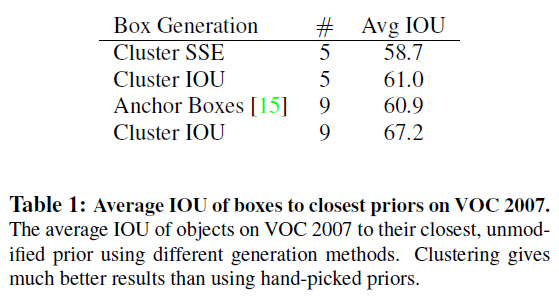 Box Generation # Avg IOU
Cluster SSE 5 58.7
Cluster IOU 5 61.0
Anchor Boxes [15] 9 60.9
Cluster IOU 9 67.2
Table 1: Average IOU of boxes to closest priors on VOC 2007.
The average IOU of objects on VOC 2007 to their closest, unmod-
ified prior using different generation methods. Clustering gives
much better results than using hand-picked priors.